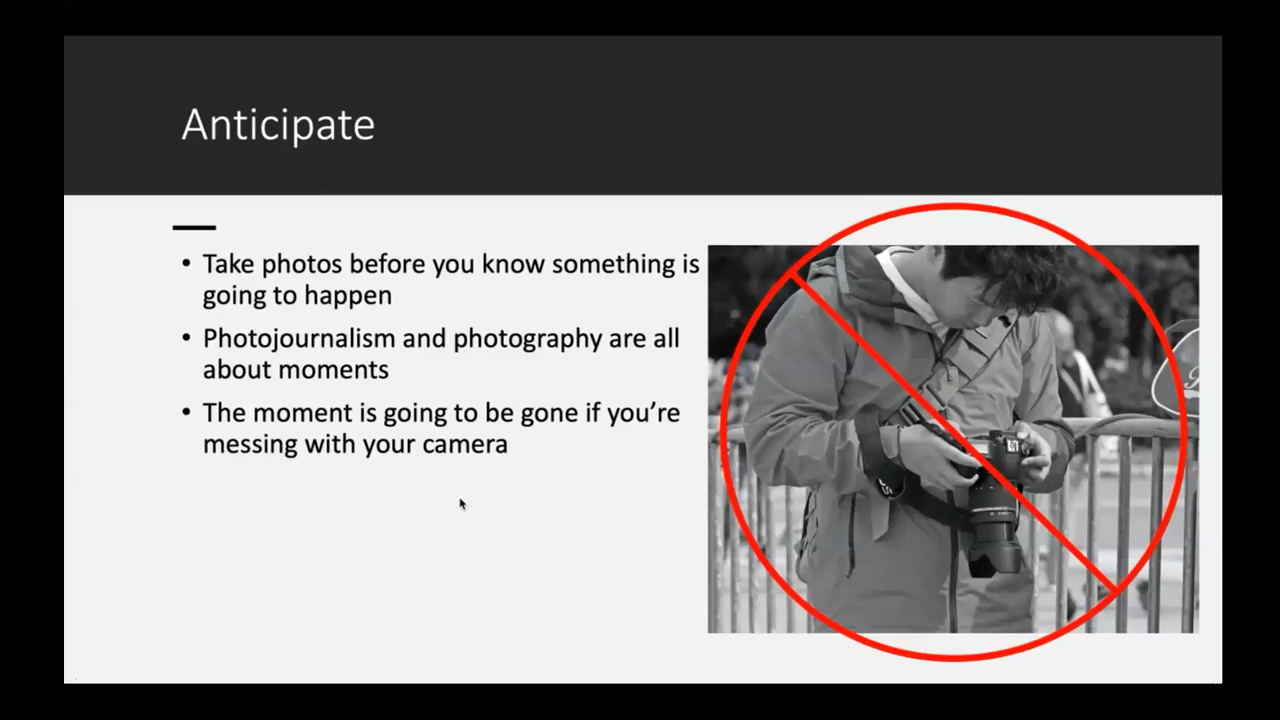 Anticipate
• Take photos before you know something is
going to happen
• Photojournalism and photography are all
about moments
• The moment is going to be gone if you’re
messing with your camera